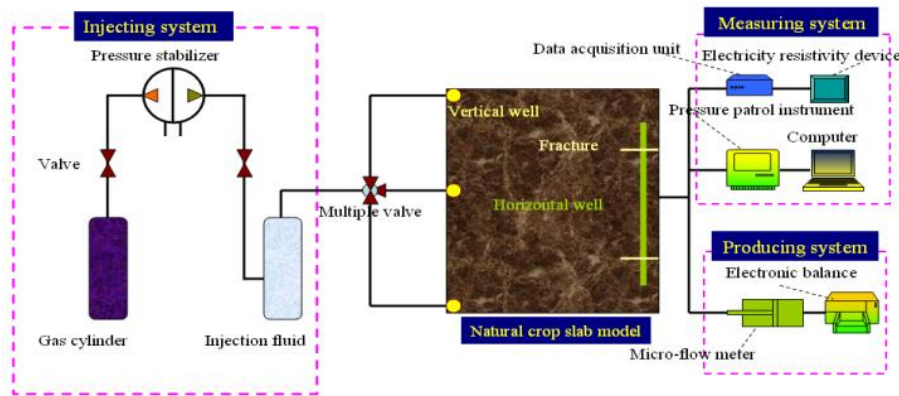 Injecting system
Pressure stabilizer
Valve
Gas cylinder
Injection fluid
Multiple valve
Vertical well
Fracture
Horizontal well
Natural crop slab model
Measuring system
Data acquisition unit
Electricity resistivity device
Pressure patrol instrument
Computer
Producing system
Electronic balance
Micro-flow meter